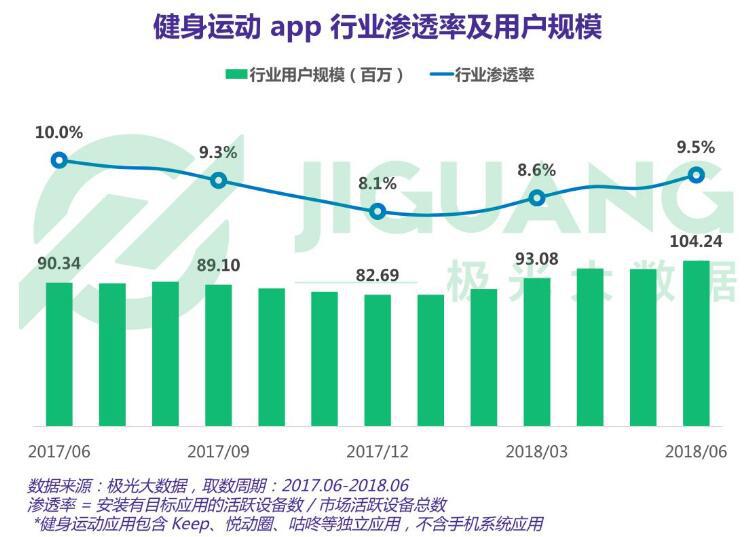 健身运动 app 行业渗透率及用户规模
行业用户规模（百万） 行业渗透率
10.0%
9.3%
8.1%
8.6%
9.5%
JIGUANG
极光大数据
90.34
89.10
82.69
93.08
104.24
2017/06 2017/09 2017/12 2018/03 2018/06
数据来源：极光大数据，取数周期：2017.06-2018.06
渗透率 = 安装有目标应用的活跃设备数 / 市场活跃设备总数
*健身运动应用包含 Keep、悦动圈、咕咚等独立应用，不含手机系统应用